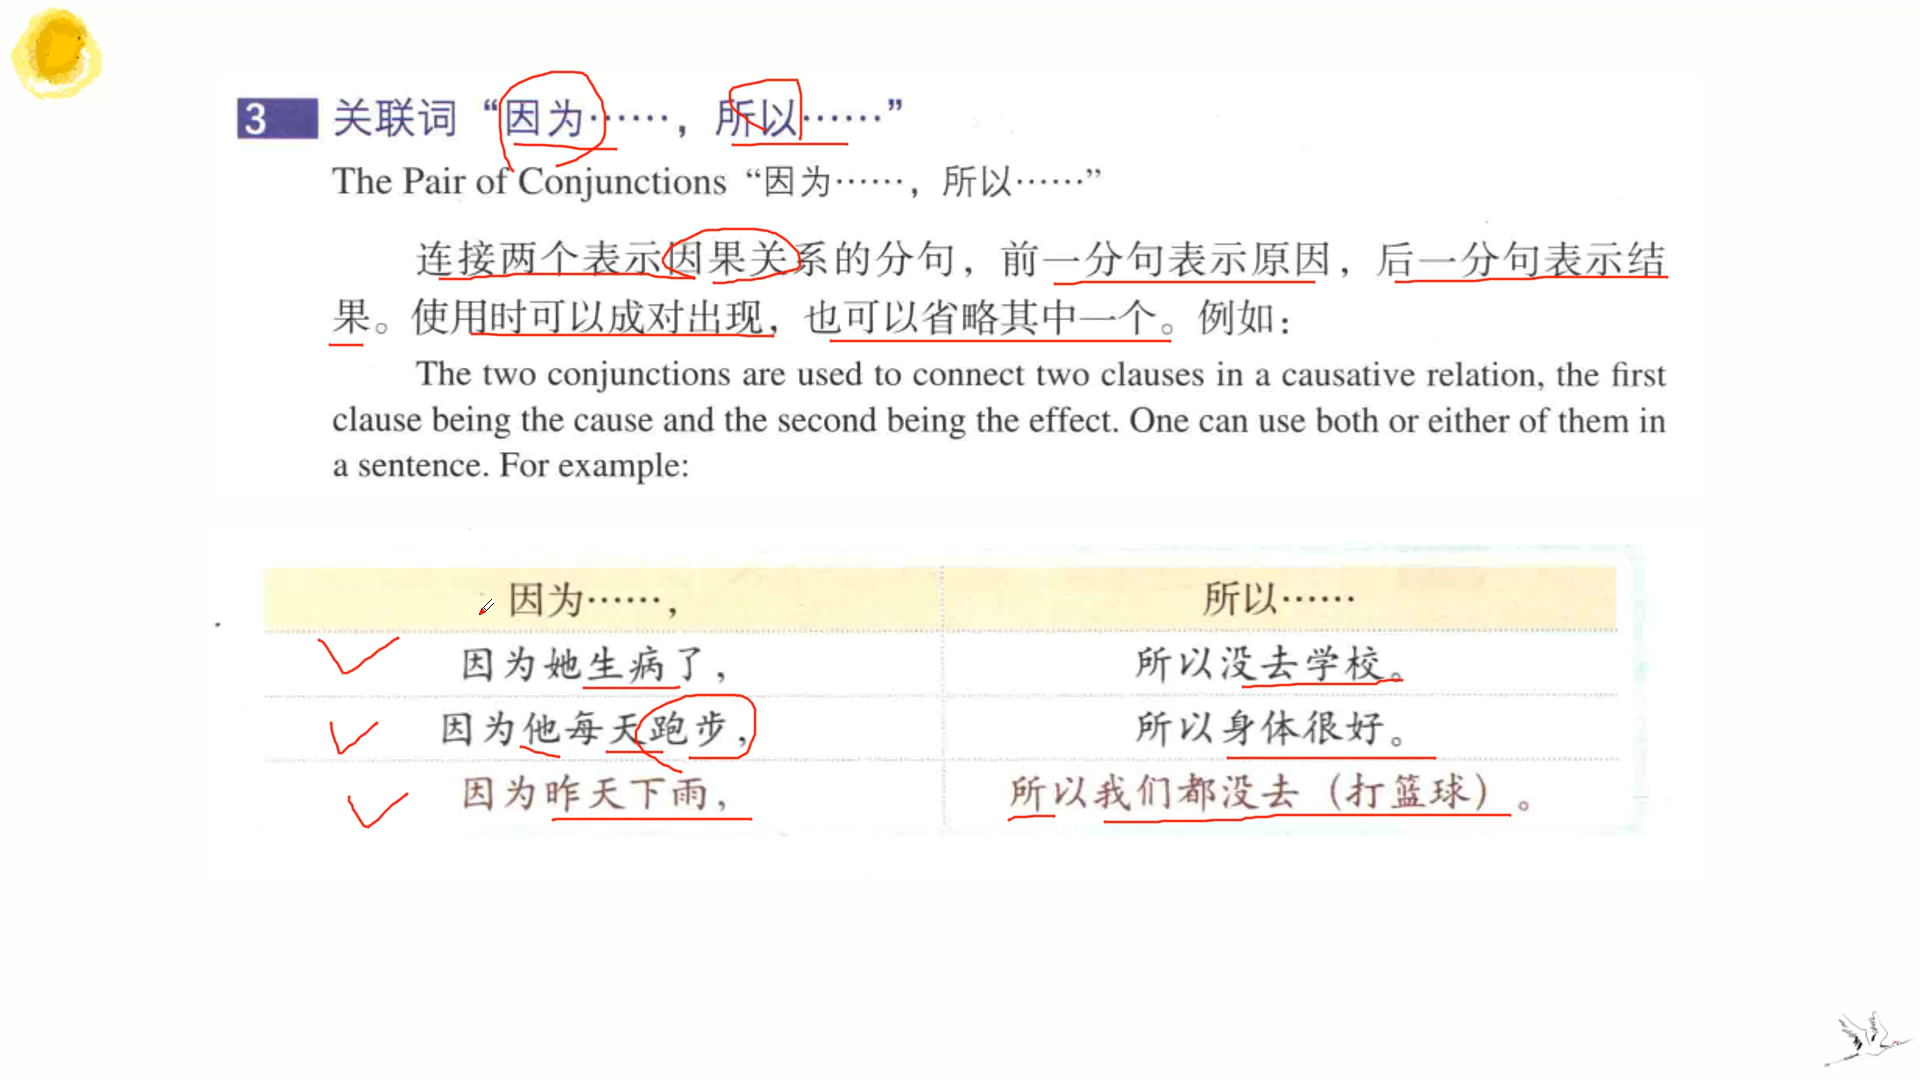 3 关联词 “因为……，所以……”
The Pair of Conjunctions “因为……，所以……”
连接两个表示因果关系的分句，前一分句表示原因，后一分句表示结
果。使用时可以成对出现，也可以省略其中一个。例如：
The two conjunctions are used to connect two clauses in a causative relation, the first
clause being the cause and the second being the effect. One can use both or either of them in
a sentence. For example:
因为……， 所以……
因为她生病了， 所以没去学校。
因为他每天跑步， 所以身体很好。
因为昨天下雨， 所以我们都没去（打篮球）。